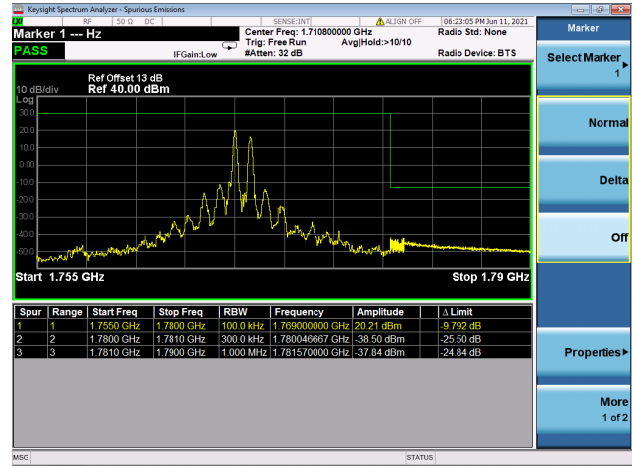 Keysight Spectrum Analyzer - Spurious Emissions
RF 50 Ω DC SENSE:INT ALIGN OFF 06:23:05 PM Jun 11, 2021
Marker 1 --- Hz
Center Freq: 1.710800000 GHz
Radio Std: None
Trig: Free Run
Avg|Hold:>10/10
PASS
IFGain:Low
#Atten: 32 dB
Radio Device: BTS
Marker
Select Marker
1
Normal
Delta
Off
Properties
More
1 of 2
Ref Offset 13 dB
10 dB/div Ref 40.00 dBm
Log
30.0
20.0
10.0
0.00
-10.0
-20.0
-30.0
-40.0
-50.0
Start 1.755 GHz Stop 1.79 GHz
Spur Range Start Freq Stop Freq RBW Frequency Amplitude Δ Limit
1 1 1.7550 GHz 1.7800 GHz 100.0 kHz 1.769000000 GHz 20.21 dBm -9.792 dB
2 2 1.7800 GHz 1.7810 GHz 300.0 kHz 1.780046667 GHz -38.50 dBm -25.50 dB
3 3 1.7810 GHz 1.7900 GHz 1.000 MHz 1.781570000 GHz -37.84 dBm -24.84 dB
MSG STATUS